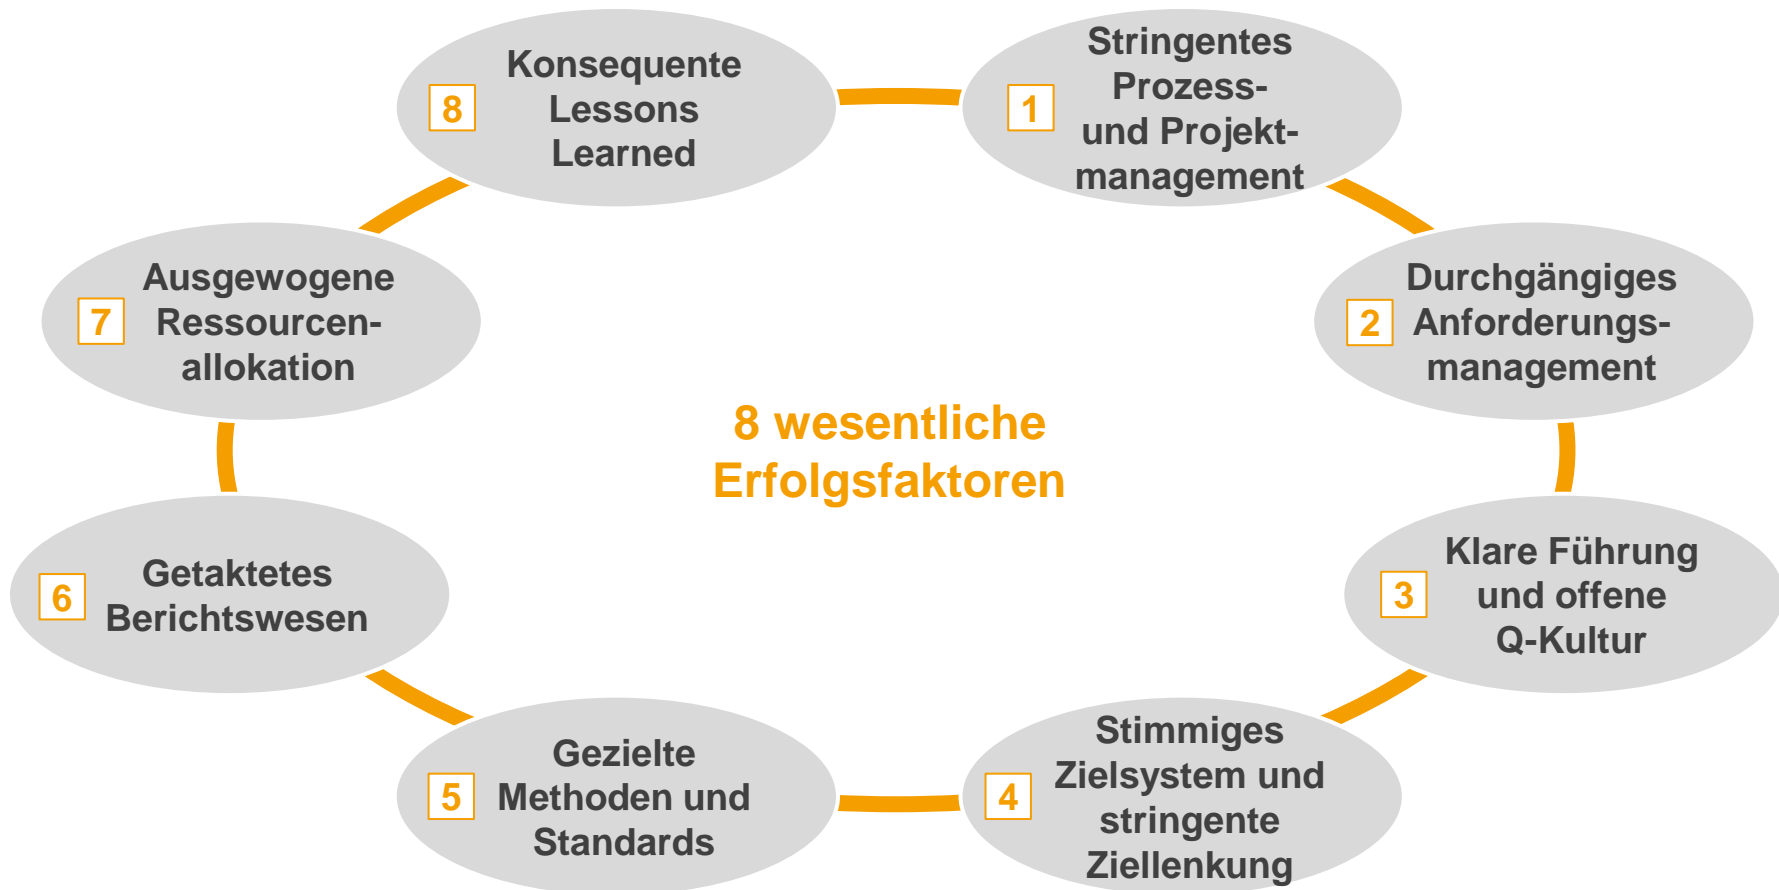 8 wesentliche
Erfolgsfaktoren
1
Stringentes
Prozess-
und Projekt-
management
2
Durchgängiges
Anforderungs-
management
3
Klare Führung
und offene
Q-Kultur
4
Stimmiges
Zielsystem und
stringente
Ziellenkung
5
Gezielte
Methoden und
Standards
6
Getaktetes
Berichtswesen
7
Ausgewogene
Ressourcen-
allokation
8
Konsequente
Lessons
Learned